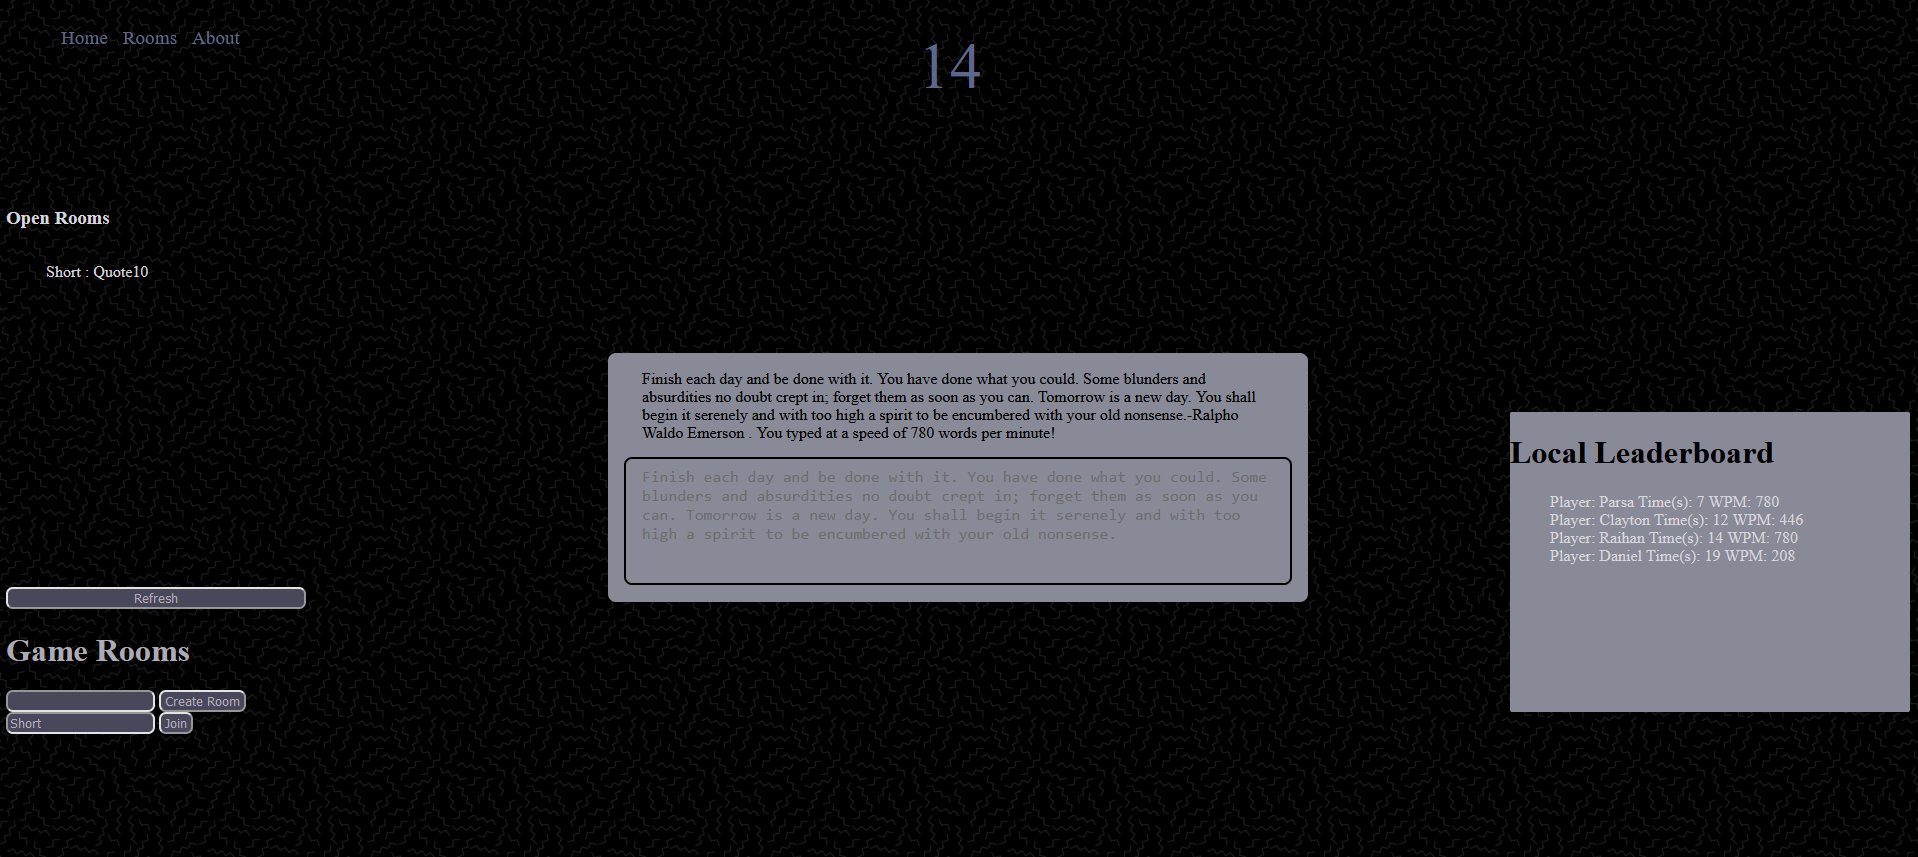 Home Rooms About
14
Open Rooms
Short : Quote10
Finish each day and be done with it. You have done what you could. Some blunders and
absurdities no doubt crept in; forget them as soon as you can. Tomorrow is a new day. You shall
begin it serenely and with too high a spirit to be encumbered with your old nonsense.-Ralpho
Waldo Emerson . You typed at a speed of 780 words per minute!
Finish each day and be done with it. You have done what you could. Some
blunders and absurdities no doubt crept in; forget them as soon as you
can. Tomorrow is a new day. You shall begin it serenely and with too
high a spirit to be encumbered with your old nonsense.
Refresh
Game Rooms
Create Room
Short
Join
Local Leaderboard
Player: Parsa Time(s): 7 WPM: 780
Player: Clayton Time(s): 12 WPM: 446
Player: Raihan Time(s): 14 WPM: 780
Player: Daniel Time(s): 19 WPM: 208